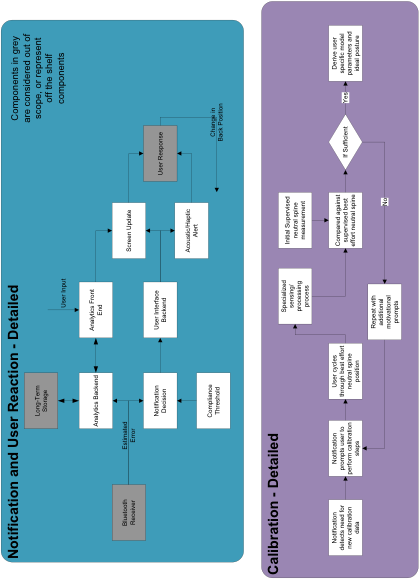 Notification and User Reaction - Detailed
Components in grey
are considered out of
scope, or represent
off the shelf
components
Long-Term
Storage
User Input
Analytics Backend
Analytics Front
End
Screen Update
User Response
Change in
Back Position
Bluetooth
Receiver
Estimated
Error
Notification
Decision
User Interface
Backend
Acoustic/Haptic
Alert
Compliance
Threshold
Calibration - Detailed
Notification
detects need for
new calibration
data
Notification
prompts user to
perform calibration
steps
User cycles
through best effort
neutral spine
position
Specialized
sensing/
processing
process
Initial Supervised
neutral spine
measurement
Compared against
supervised best
effort neutral spine
If Sufficient
Yes
Derive user
specific model
parameters and
ideal posture
No
Repeat with
additional
motivational
prompts